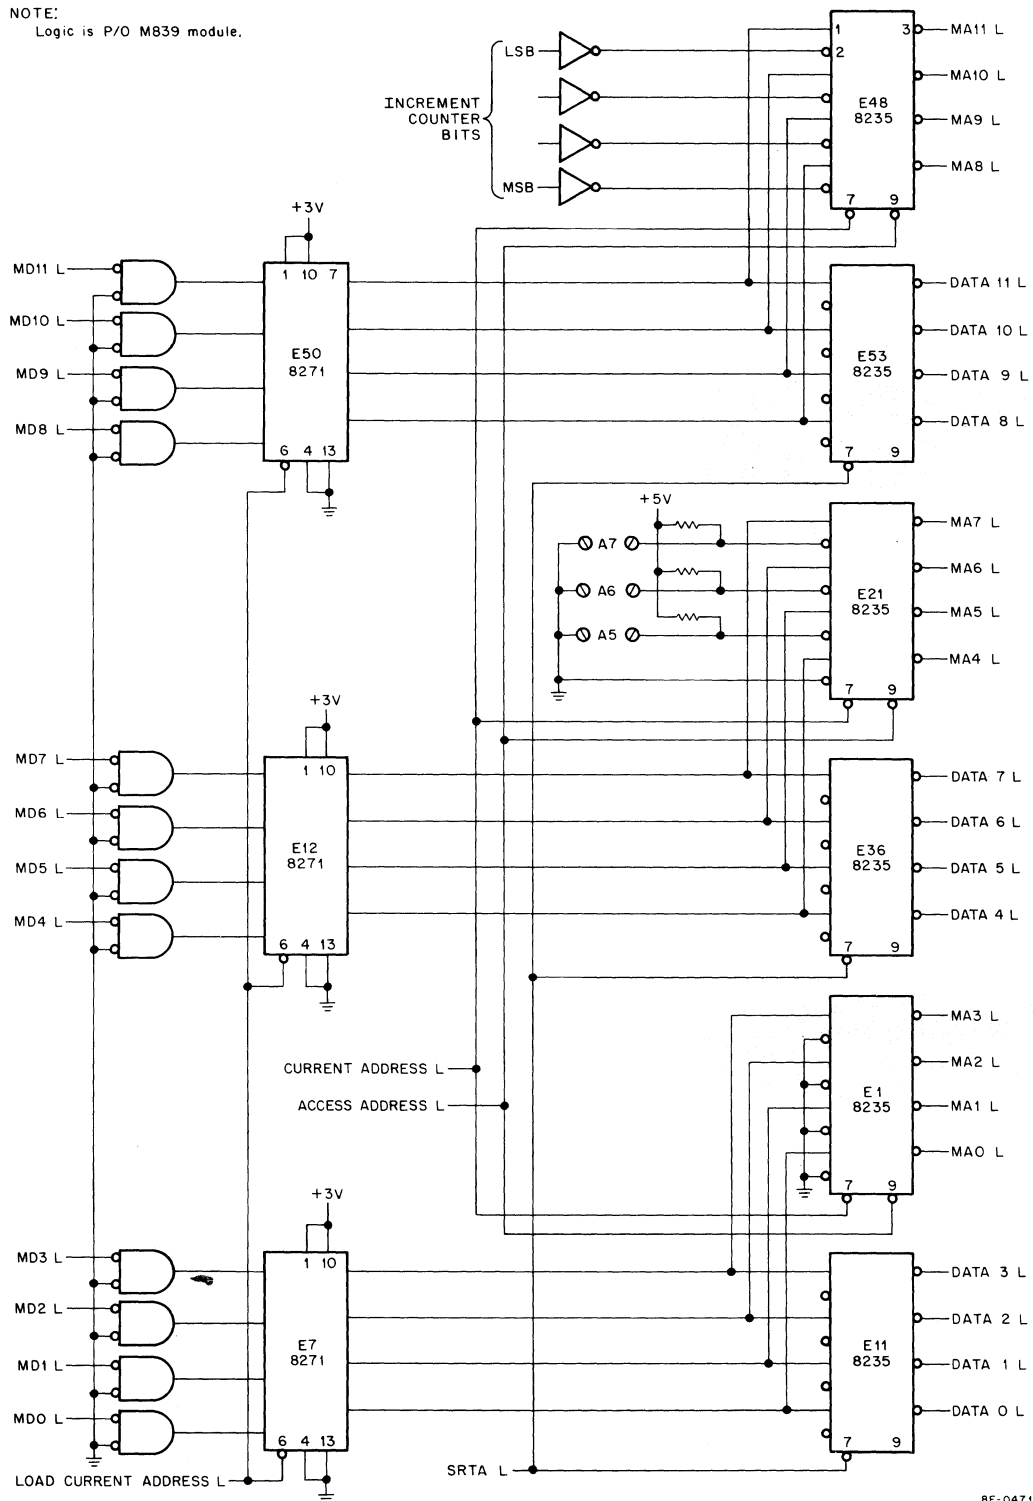 NOTE:
Logic is P/O M839 module.
LSB
INCREMENT
COUNTER
BITS
MSB
1 3
2
E48
8235
7 9
MA11 L
MA10 L
MA9 L
MA8 L
+3V
MD11 L
MD10 L
MD9 L
MD8 L
1 10 7
E50
8271
6 4 13
E53
8235
7 9
DATA 11 L
DATA 10 L
DATA 9 L
DATA 8 L
+5V
A7
A6
A5
E21
8235
7 9
MA7 L
MA6 L
MA5 L
MA4 L
+3V
MD7 L
MD6 L
MD5 L
MD4 L
1 10
E12
8271
6 4 13
E36
8235
7 9
DATA 7 L
DATA 6 L
DATA 5 L
DATA 4 L
CURRENT ADDRESS L
ACCESS ADDRESS L
E1
8235
7 9
MA3 L
MA2 L
MA1 L
MA0 L
+3V
MD3 L
MD2 L
MD1 L
MD0 L
1 10
E7
8271
6 4 13
E11
8235
7 9
DATA 3 L
DATA 2 L
DATA 1 L
DATA 0 L
LOAD CURRENT ADDRESS L
SRTA L
8E-0471